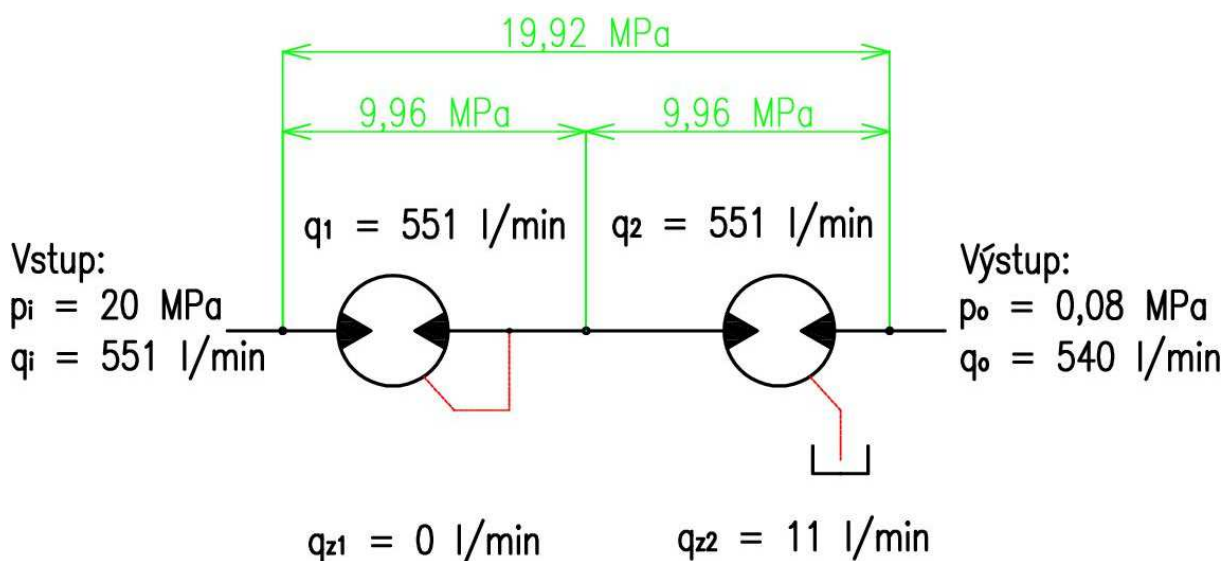 19,92 MPa
9,96 MPa
9,96 MPa
q1 = 551 l/min
q2 = 551 l/min
Vstup:
pi = 20 MPa
qi = 551 l/min
Výstup:
po = 0,08 MPa
qo = 540 l/min
qz1 = 0 l/min
qz2 = 11 l/min